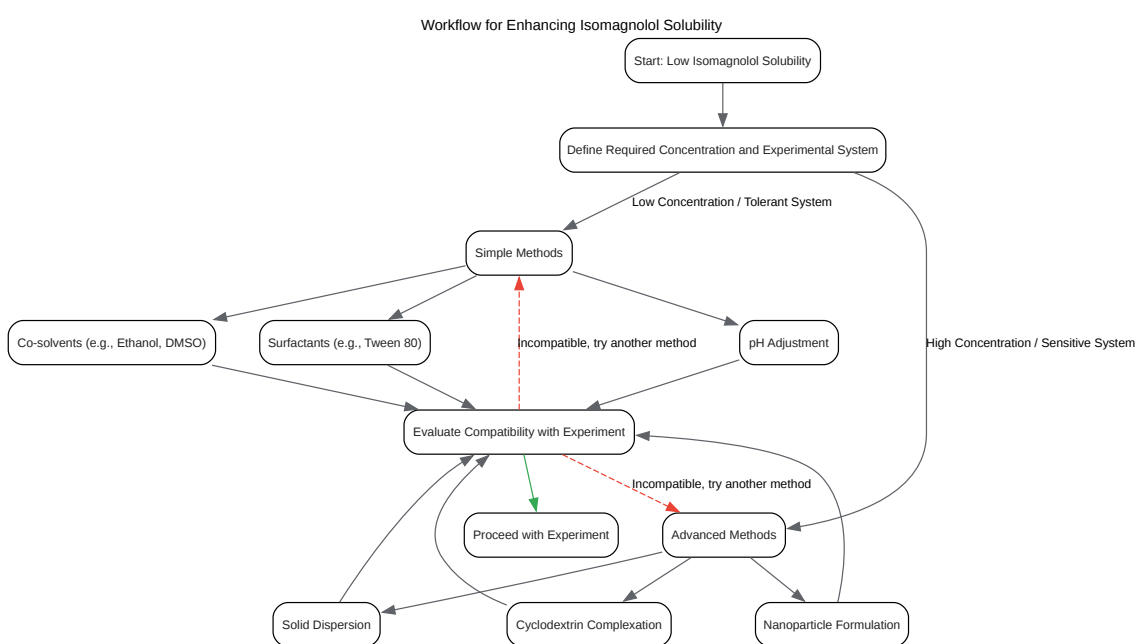 Workflow for Enhancing Isomagnolol Solubility
Start: Low Isomagnolol Solubility
Define Required Concentration and Experimental System
Low Concentration / Tolerant System
Simple Methods
Co-solvents (e.g., Ethanol, DMSO)
Surfactants (e.g., Tween 80)
Incompatible, try another method
pH Adjustment
High Concentration / Sensitive System
Evaluate Compatibility with Experiment
Incompatible, try another method
Proceed with Experiment
Advanced Methods
Solid Dispersion
Cyclodextrin Complexation
Nanoparticle Formulation